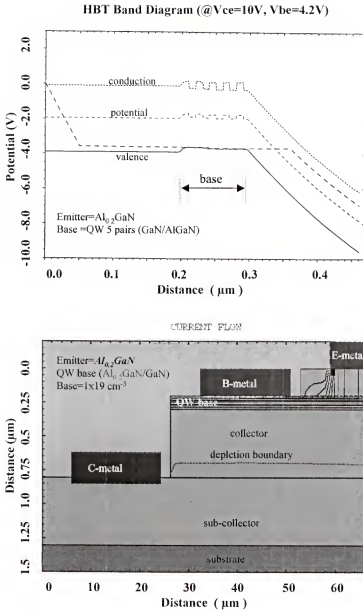 HBT Band Diagram (@Vce=10V, Vbe=4.2V)
2.0
0.0
-2.0
-4.0
-6.0
-8.0
-10.0
Potential (V)
conduction
potential
valence
base
Emitter=Al0.2GaN
Base =QW 5 pairs (GaN/AlGaN)
0.0
0.1
0.2
0.3
0.4
Distance ( μm )
CURRENT FLOW
Emitter=Al0.2GaN
QW base (Al GaN/GaN)
Base=1x19 cm-3
E-metal
B-metal
QW base
collector
depletion boundary
C-metal
sub-collector
substrate
0.0
0.25
0.5
0.75
1.0
1.25
1.5
Distance (μm)
0
10
20
30
40
50
60
Distance ( μm )